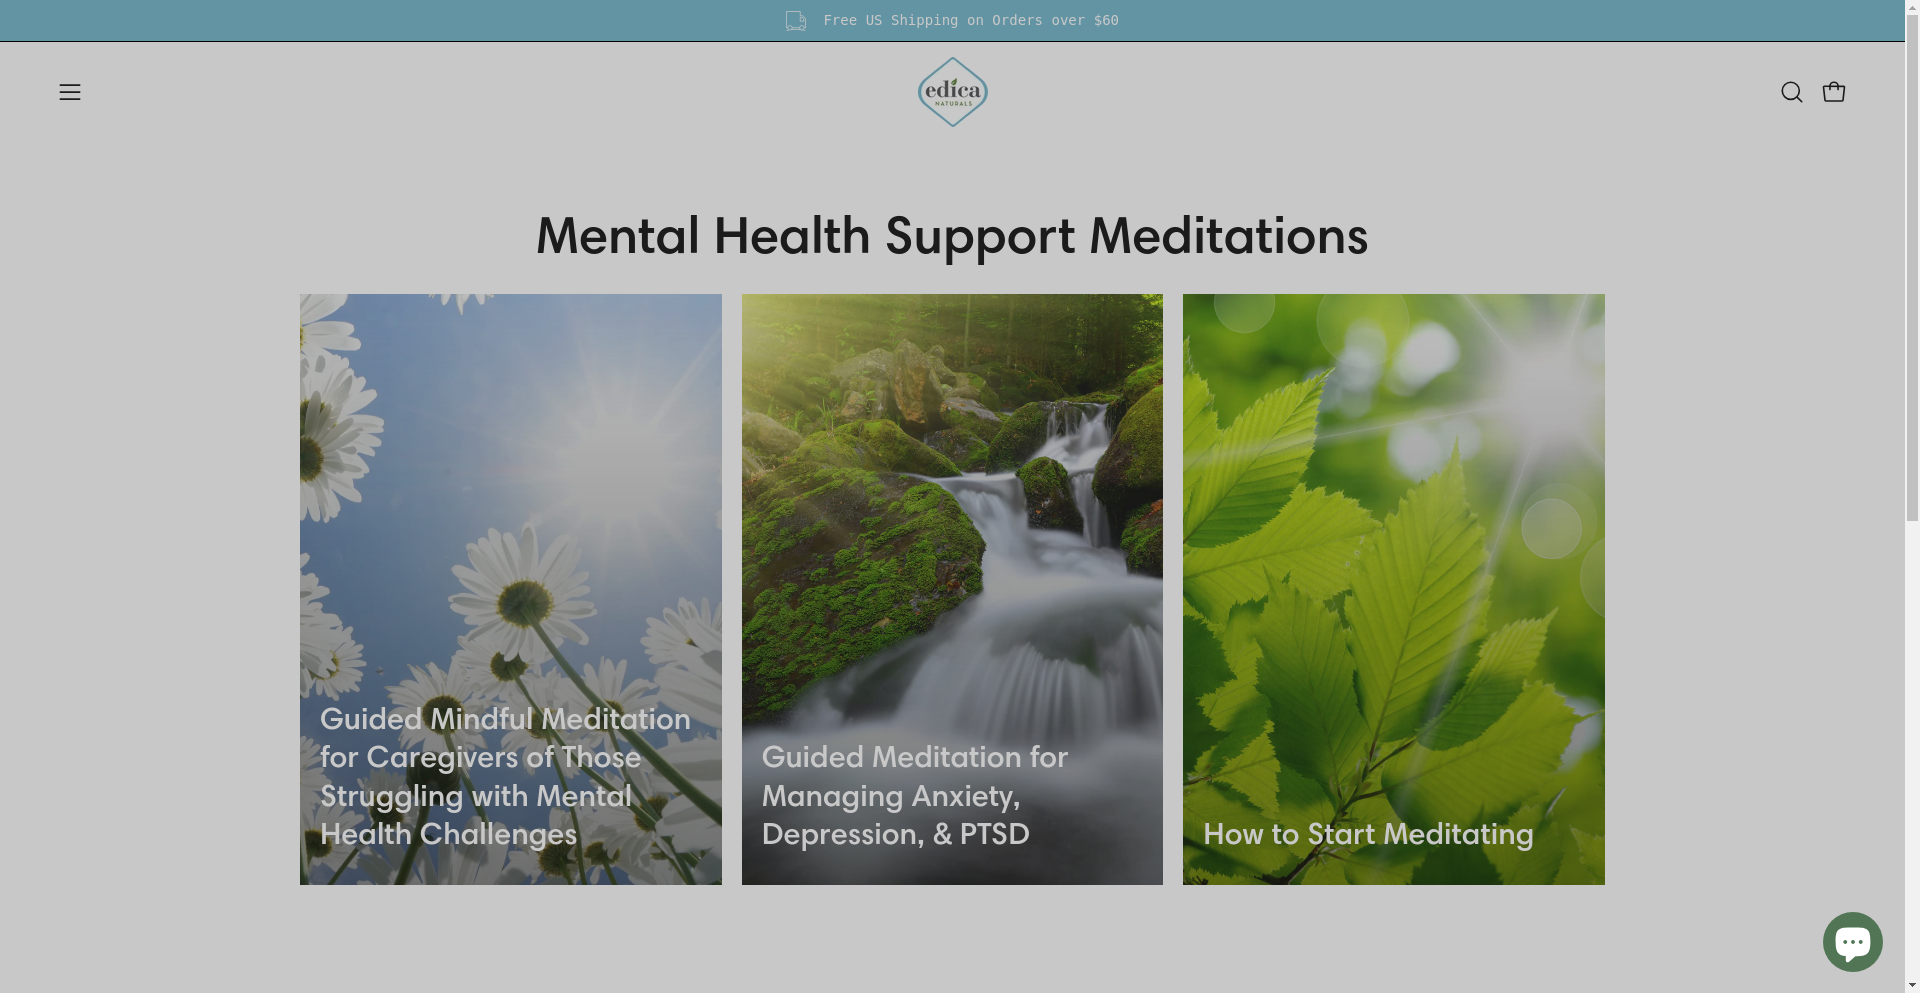 Free US Shipping on Orders over $60
edica
NATURALS
Mental Health Support Meditations
Guided Mindful Meditation
for Caregivers of Those
Struggling with Mental
Health Challenges
Guided Meditation for
Managing Anxiety,
Depression, & PTSD
How to Start Meditating